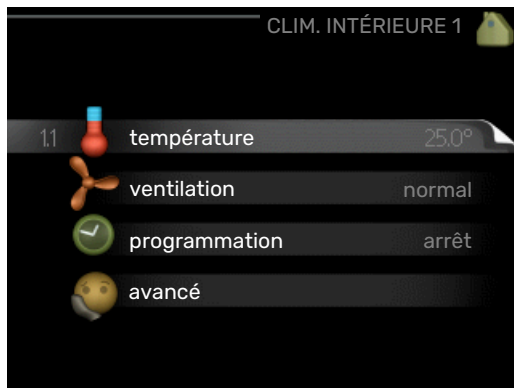 CLIM. INTÉRIEURE 1
1.1 température 25.0°
ventilation normal
programmation arrêt
avancé